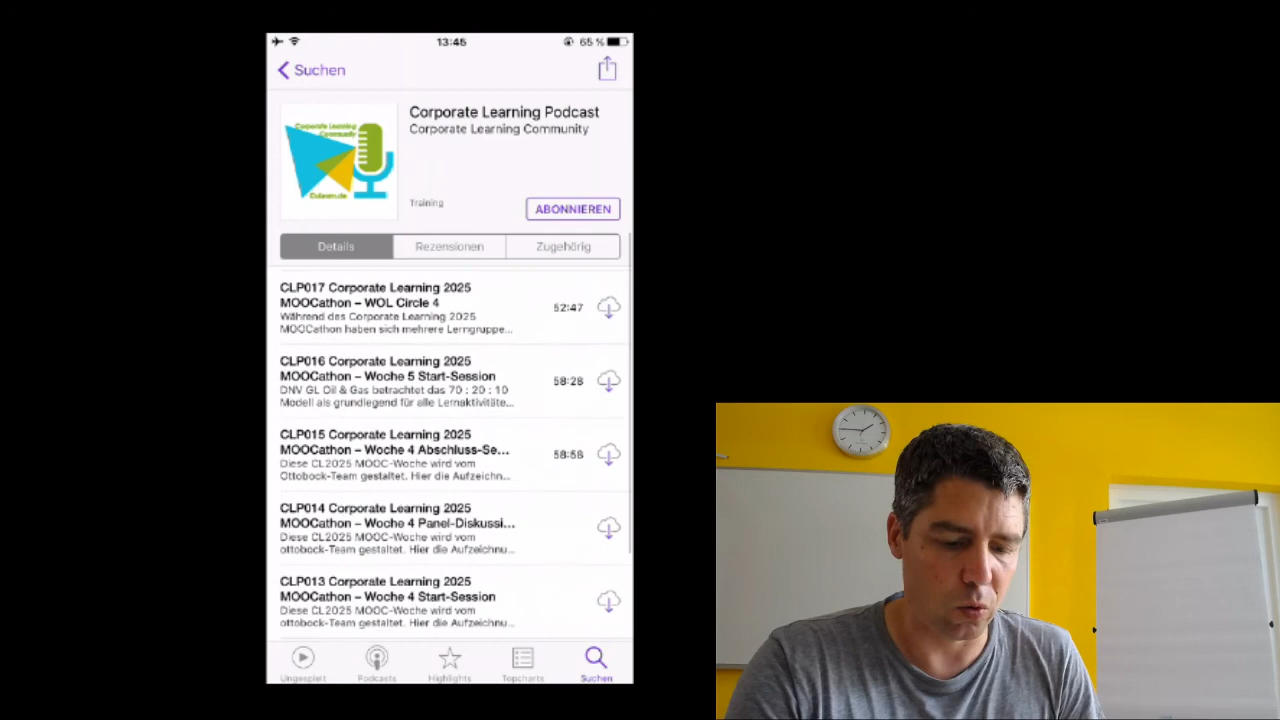 13:45
65 %
Suchen
Corporate Learning
Community
Colearn.de
Corporate Learning Podcast
Corporate Learning Community
Training
ABONNIEREN
Details
Rezensionen
Zugehörig
CLP017 Corporate Learning 2025
MOOCathon – WOL Circle 4
Während des Corporate Learning 2025
MOOCathon haben sich mehrere Lerngruppe...
52:47
CLP016 Corporate Learning 2025
MOOCathon – Woche 5 Start-Session
DNV GL Oil & Gas betrachtet das 70 : 20 : 10
Modell als grundlegend für alle Lernaktivitäte...
58:28
CLP015 Corporate Learning 2025
MOOCathon – Woche 4 Abschluss-Se...
Diese CL2025 MOOC-Woche wird vom
Ottobock-Team gestaltet. Hier die Aufzeichn...
58:58
CLP014 Corporate Learning 2025
MOOCathon – Woche 4 Panel-Diskussi...
Diese CL2025 MOOC-Woche wird vom
ottobock-Team gestaltet. Hier die Aufzeichnu...
CLP013 Corporate Learning 2025
MOOCathon – Woche 4 Start-Session
Diese CL2025 MOOC-Woche wird vom
ottobock-Team gestaltet. Hier die Aufzeichnu...
Ungespielt
Podcasts
Highlights
Topcharts
Suchen